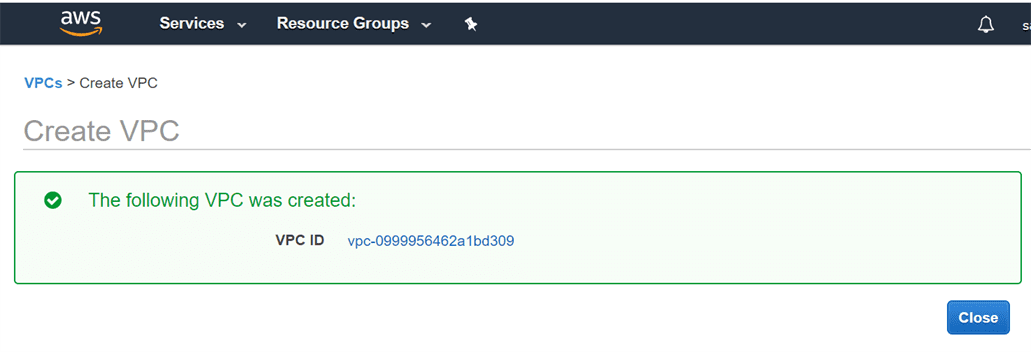 aws Services Resource Groups
VPCs > Create VPC
Create VPC
The following VPC was created:
VPC ID vpc-0999956462a1bd309
Close